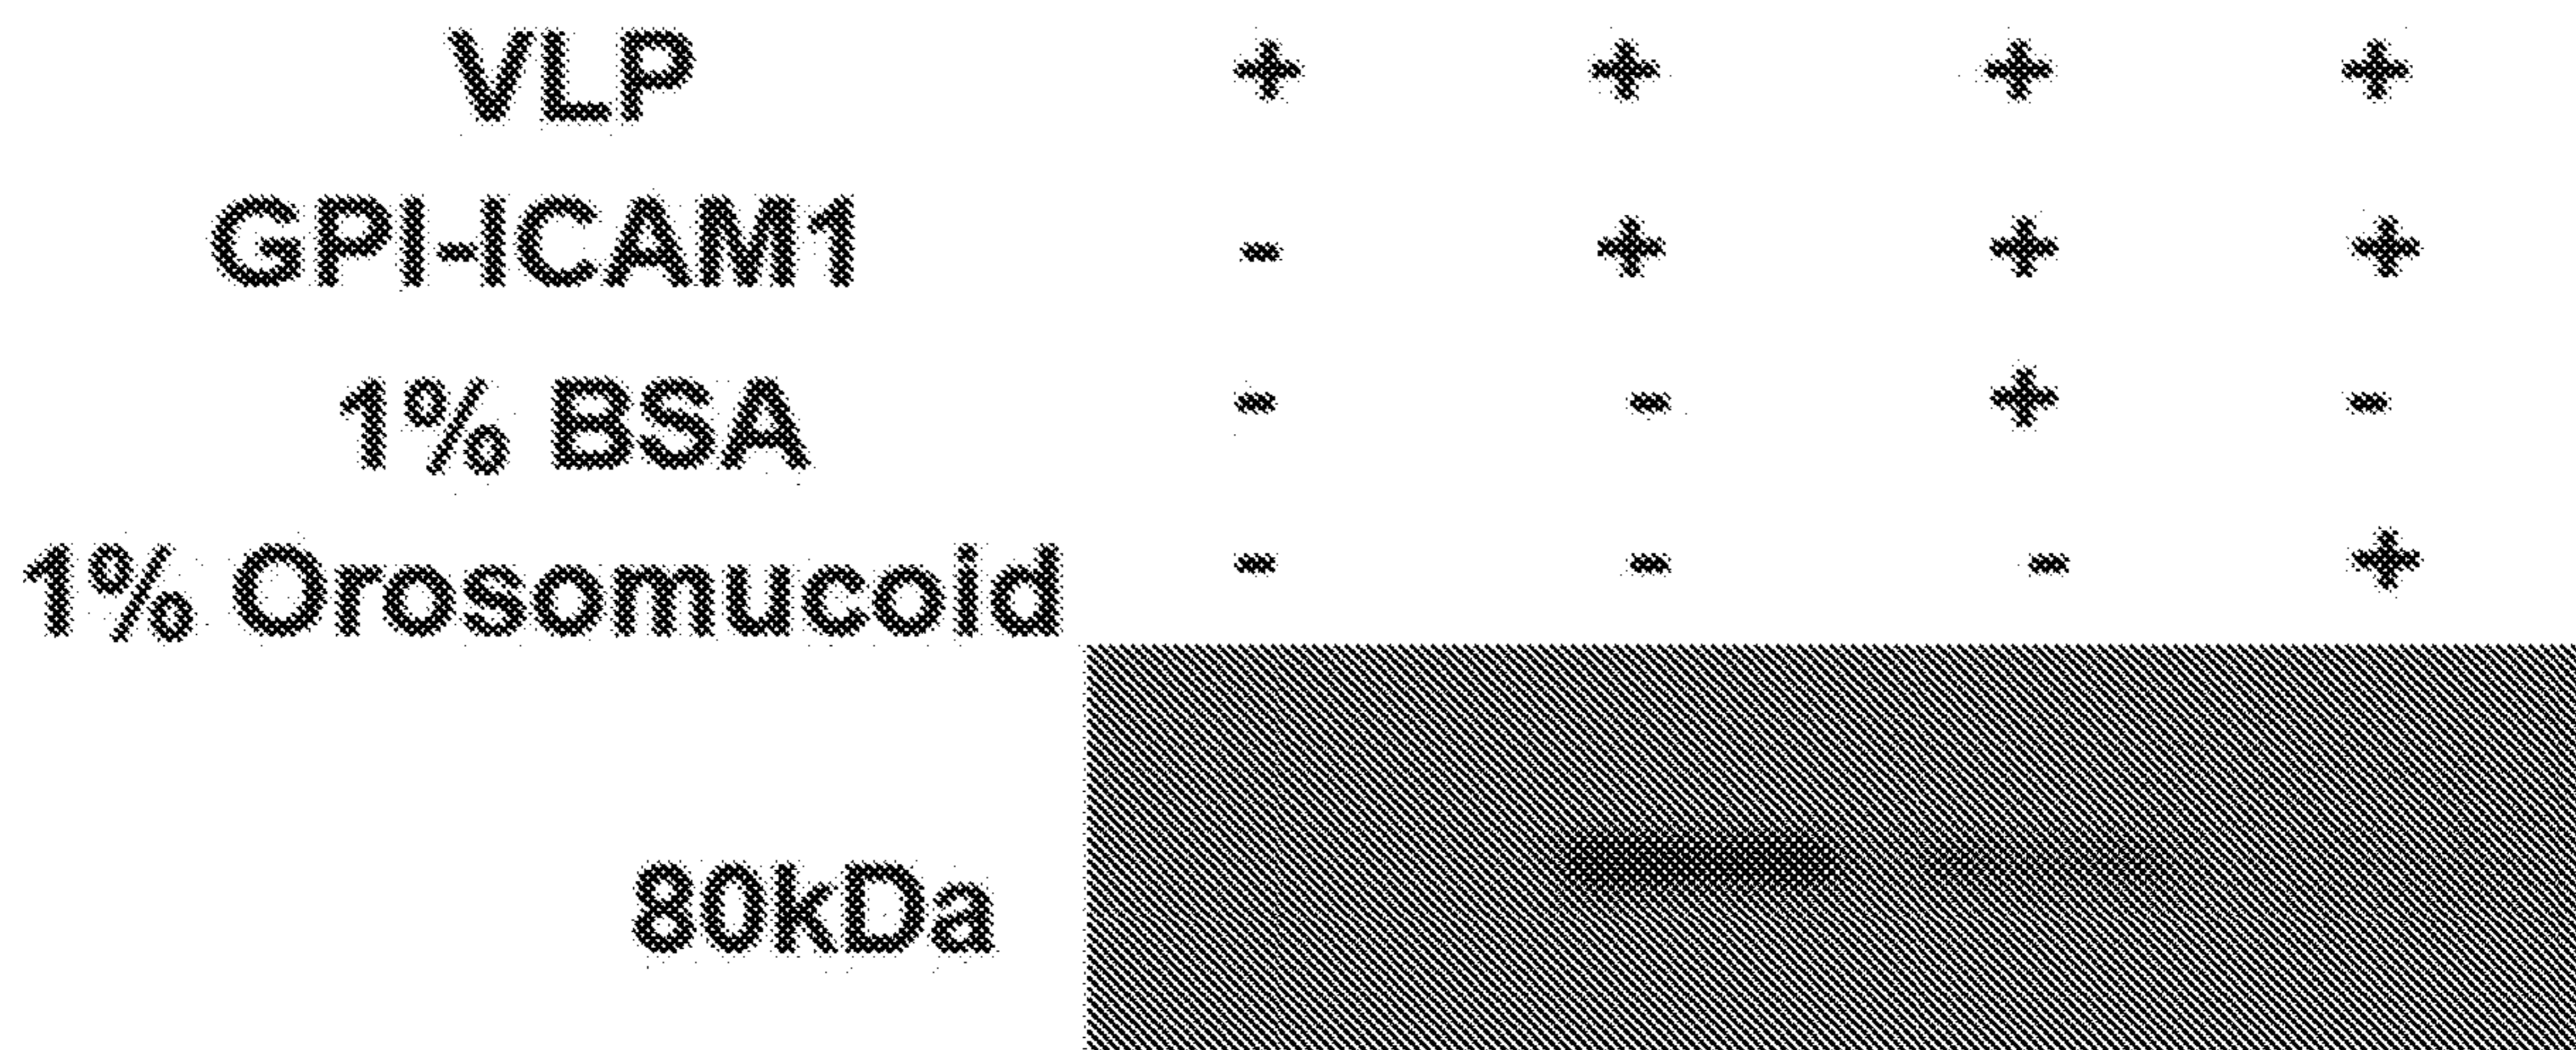 VLP + + + +
GPI-ICAM1 - + + +
1% BSA - - + -
1% Orosomucoid - - - +
80kDa